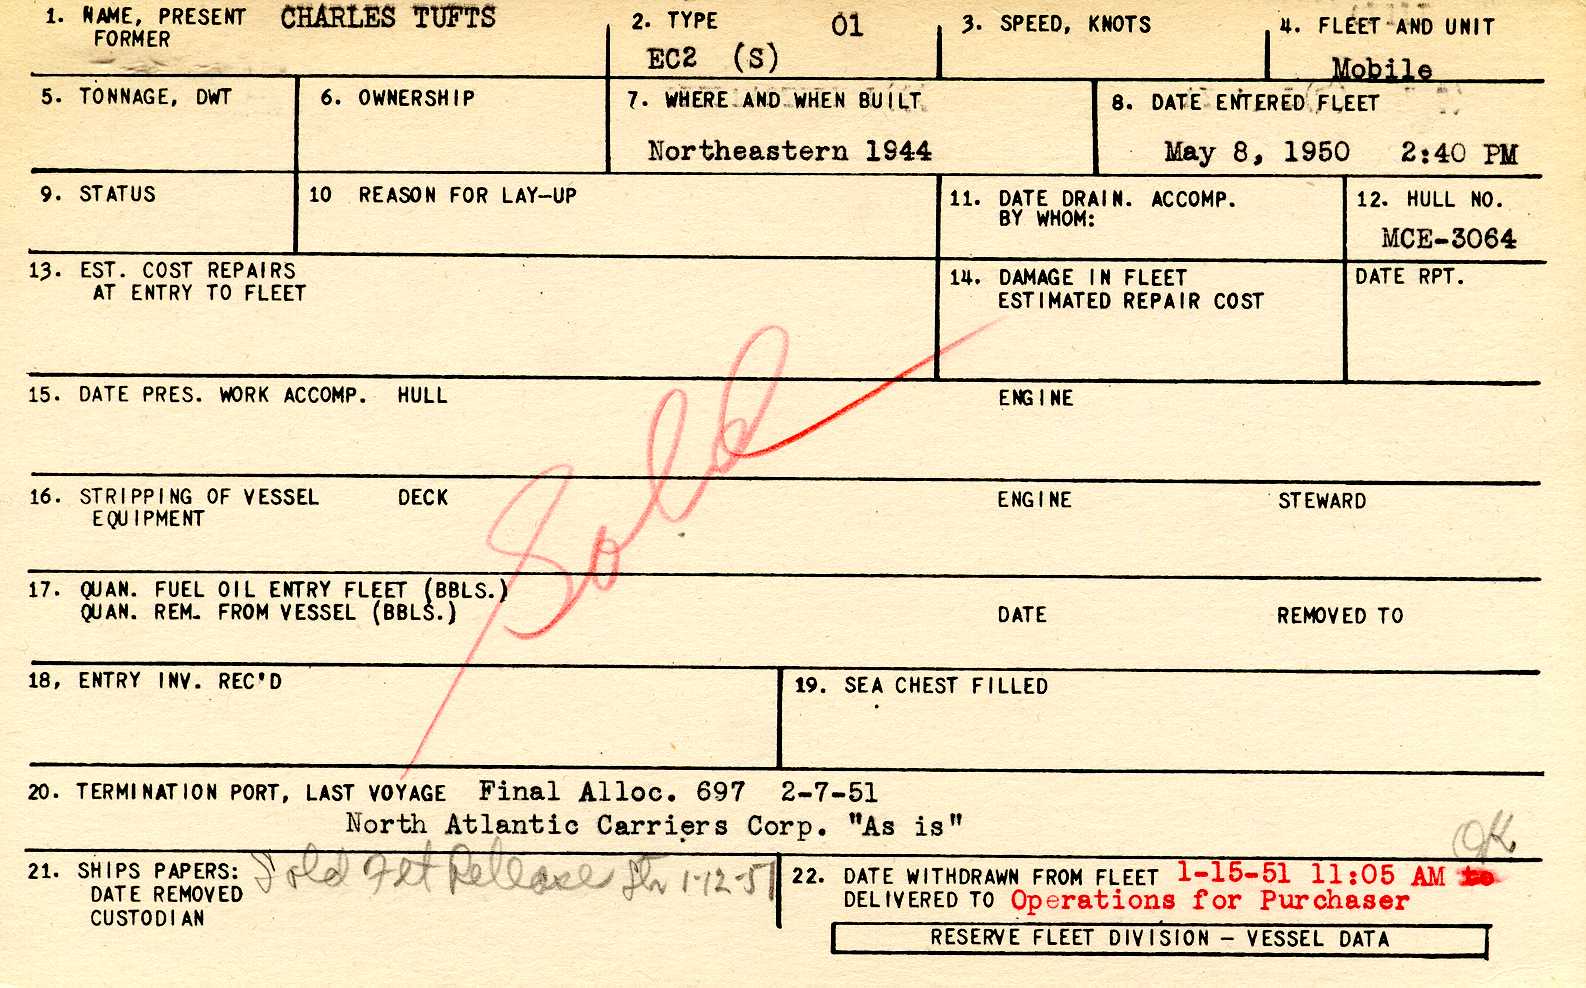 1. NAME, PRESENT CHARLES TUFTS 2. TYPE 01 3. SPEED, KNOTS 4. FLEET AND UNIT
FORMER EC2 (S) Mobile
5. TONNAGE, DWT 6. OWNERSHIP 7. WHERE AND WHEN BUILT 8. DATE ENTERED FLEET
Northeastern 1944 May 8, 1950 2:40 PM
9. STATUS 10 REASON FOR LAY-UP 11. DATE DRAIN. ACCOMP. 12. HULL NO.
BY WHOM: MCE-3064
13. EST. COST REPAIRS 14. DAMAGE IN FLEET DATE RPT.
AT ENTRY TO FLEET ESTIMATED REPAIR COST
15. DATE PRES. WORK ACCOMP. HULL ENGINE
Sold
16. STRIPPING OF VESSEL DECK ENGINE STEWARD
EQUIPMENT
17. QUAN. FUEL OIL ENTRY FLEET (BBLS.)
QUAN. REM. FROM VESSEL (BBLS.) DATE REMOVED TO
18, ENTRY INV. REC'D 19. SEA CHEST FILLED
20. TERMINATION PORT, LAST VOYAGE Final Alloc. 697 2-7-51
North Atlantic Carriers Corp. "As is"
OK
21. SHIPS PAPERS: Sold Flt Release 1-12-51 22. DATE WITHDRAWN FROM FLEET 1-15-51 11:05 AM
DATE REMOVED DELIVERED TO Operations for Purchaser
CUSTODIAN
RESERVE FLEET DIVISION – VESSEL DATA